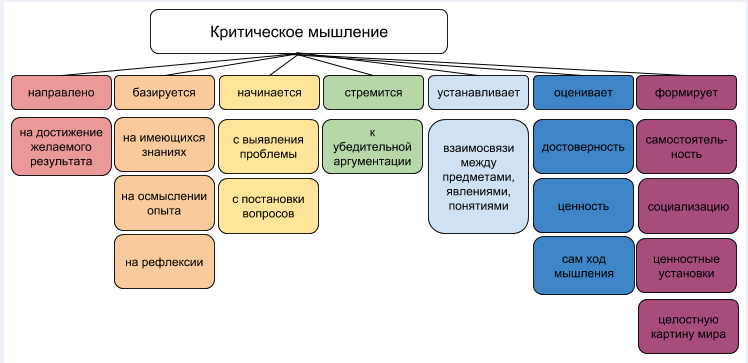 Критическое мышление
направлено
на достижение
желаемого
результата
базируется
на имеющихся
знаниях
на осмыслении
опыта
на рефлексии
начинается
с выявления
проблемы
с постановки
вопросов
стремится
к
убедительной
аргументации
устанавливает
взаимосвязи
между
предметами,
явлениями,
понятиями
оценивает
достоверность
ценность
сам ход
мышления
формирует
самостоятель-
ность
социализацию
ценностные
установки
целостную
картину мира